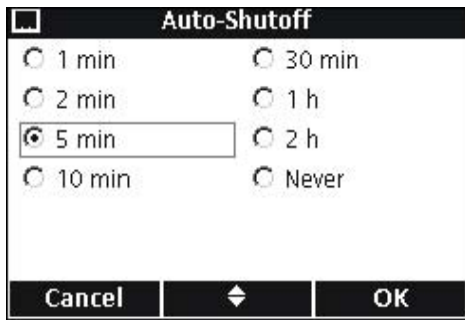 Auto-Shutoff
1 min
2 min
5 min
10 min
30 min
1 h
2 h
Never
Cancel
OK